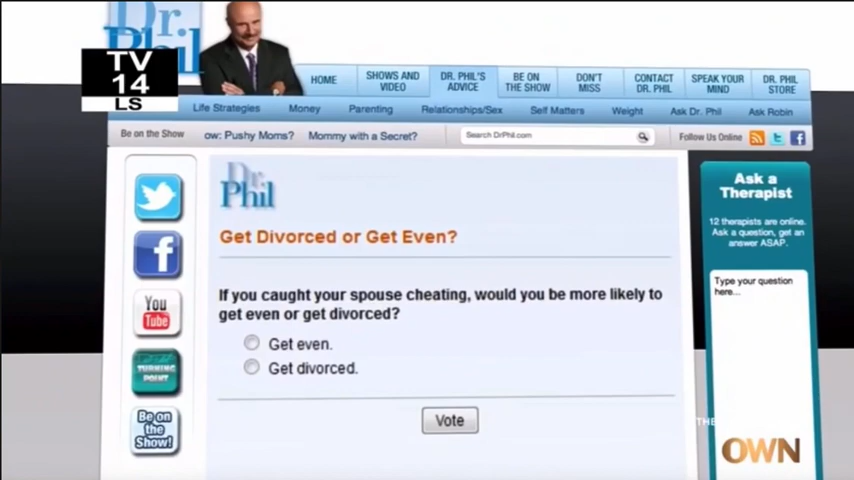 Dr.
Phil
TV
14
LS
HOME
SHOWS AND
VIDEO
DR. PHIL'S
ADVICE
BE ON
THE SHOW
DON'T
MISS
CONTACT
DR. PHIL
SPEAK YOUR
MIND
DR. PHIL
STORE
Life Strategies
Money
Parenting
Relationships/Sex
Self Matters
Weight
Ask Dr. Phil
Ask Robin
Be on the Show
ow: Pushy Moms?
Mommy with a Secret?
Search DrPhil.com
Follow Us Online
Dr.
Phil
Get Divorced or Get Even?
If you caught your spouse cheating, would you be more likely to
get even or get divorced?
Get even.
Get divorced.
Vote
You
Tube
TURNING
POINT
Be on
the
Show!
Ask a
Therapist
12 therapists are online.
Ask a question, get an
answer ASAP.
Type your question
here...
THE
OWN